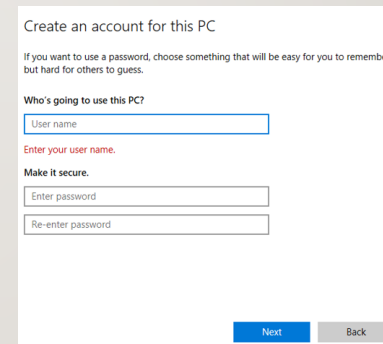 Create an account for this PC
If you want to use a password, choose something that will be easy for you to
but hard for others to guess.
Who's going to use this PC?
User name
Enter your user name.
Make it secure.
Enter password
Re-enter password
Next Back